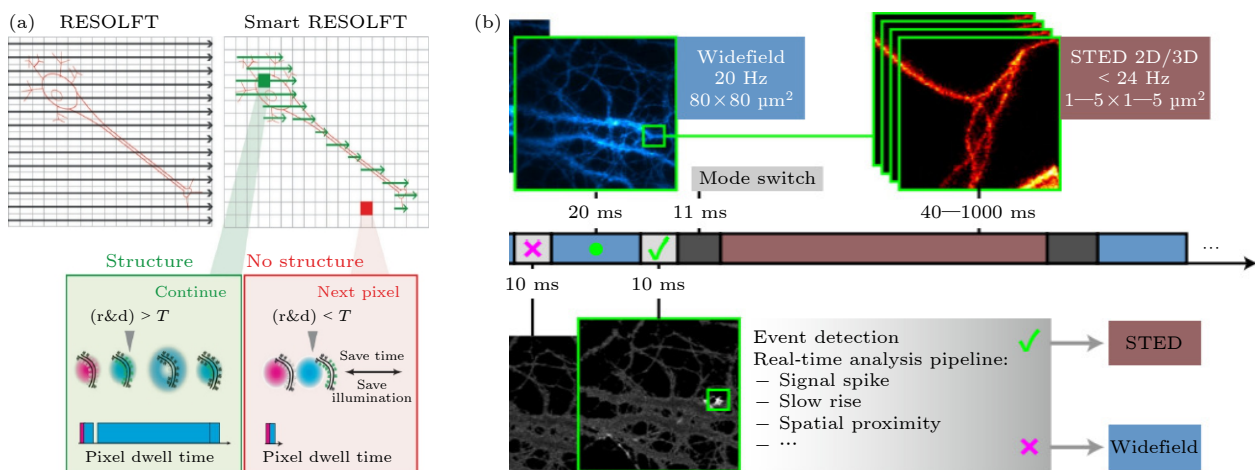 (a)
RESOLFT
Smart RESOLFT
Structure
No structure
Continue
(r&d) > T
Next pixel
(r&d) < T
Save time
Save
illumination
Pixel dwell time
Pixel dwell time
(b)
Widefield
20 Hz
80×80 µm²
STED 2D/3D
< 24 Hz
1—5×1—5 µm²
Mode switch
20 ms
11 ms
40—1000 ms
...
10 ms
10 ms
Event detection
Real-time analysis pipeline:
– Signal spike
– Slow rise
– Spatial proximity
– ...
STED
Widefield